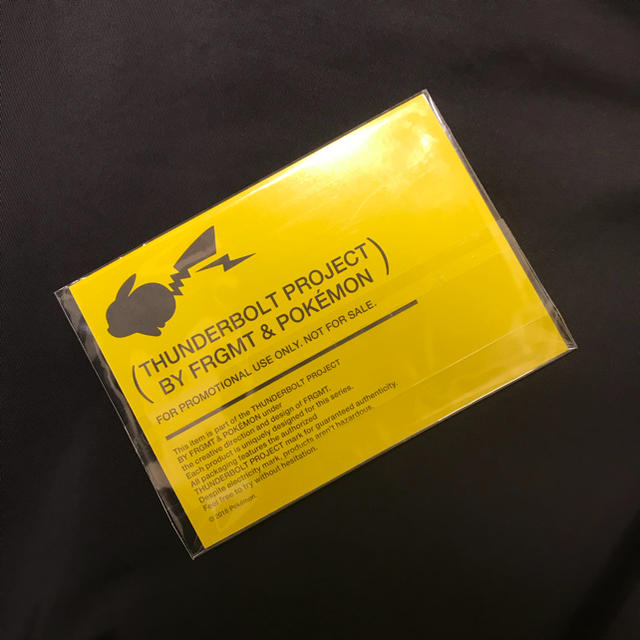 (THUNDERBOLT PROJECT)
BY FRGMT & POKÉMON
FOR PROMOTIONAL USE ONLY. NOT FOR SALE.
This item is part of the THUNDERBOLT PROJECT
BY FRGMT & POKÉMON under
the creative direction and design of FRGMT.
Each product is uniquely designed for this series.
All packaging features the authorized
THUNDERBOLT PROJECT mark for guaranteed authenticity.
Despite electricity mark, products aren't hazardous.
Feel free to try without hesitation.
© 2018 Pokémon.